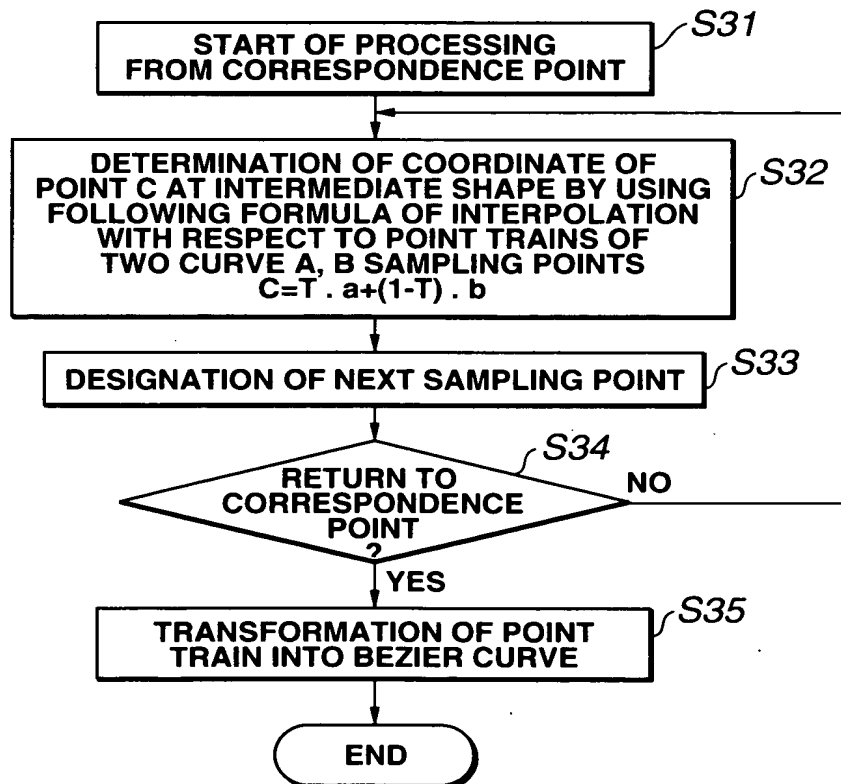 S31
START OF PROCESSING
FROM CORRESPONDENCE POINT
S32
DETERMINATION OF COORDINATE OF
POINT C AT INTERMEDIATE SHAPE BY USING
FOLLOWING FORMULA OF INTERPOLATION
WITH RESPECT TO POINT TRAINS OF
TWO CURVE A, B SAMPLING POINTS
C=T . a+(1-T) . b
S33
DESIGNATION OF NEXT SAMPLING POINT
S34
RETURN TO
CORRESPONDENCE
POINT
?
NO
YES
S35
TRANSFORMATION OF POINT
TRAIN INTO BEZIER CURVE
END